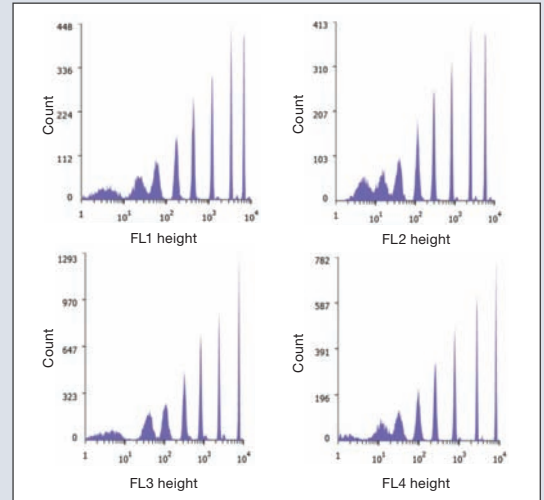 448
336
224
112
0
Count
1 10¹ 10² 10³ 10⁴
FL1 height
413
310
207
103
0
Count
1 10¹ 10² 10³ 10⁴
FL2 height
1293
970
647
323
0
Count
1 10¹ 10² 10³ 10⁴
FL3 height
782
587
391
196
0
Count
1 10¹ 10² 10³ 10⁴
FL4 height